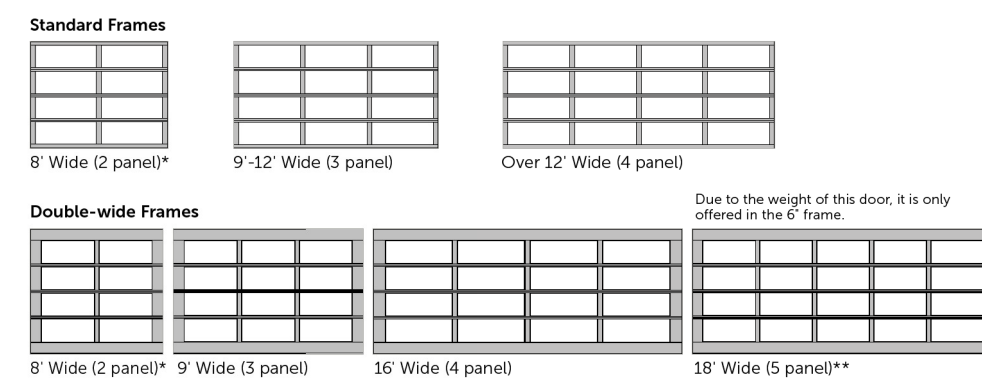 Standard Frames
8' Wide (2 panel)*
9'-12' Wide (3 panel)
Over 12' Wide (4 panel)
Due to the weight of this door, it is only
offered in the 6" frame.
Double-wide Frames
8' Wide (2 panel)*
9' Wide (3 panel)
16' Wide (4 panel)
18' Wide (5 panel)**